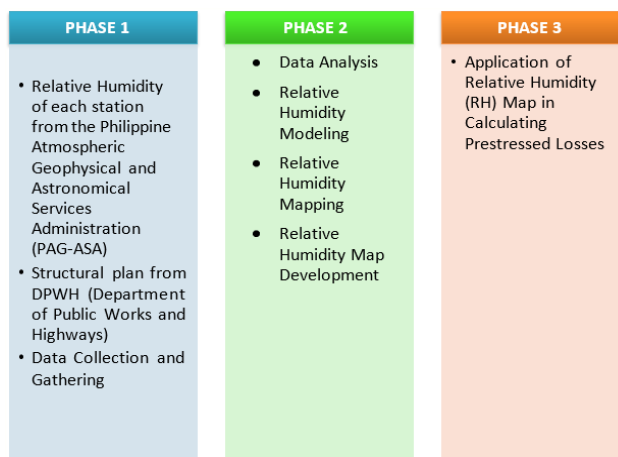 PHASE 1
• Relative Humidity
of each station
from the Philippine
Atmospheric
Geophysical and
Astronomical
Services
Administration
(PAG-ASA)
• Structural plan from
DPWH (Department
of Public Works and
Highways)
• Data Collection and
Gathering
PHASE 2
● Data Analysis
● Relative
Humidity
Modeling
● Relative
Humidity
Mapping
● Relative
Humidity Map
Development
PHASE 3
• Application of
Relative Humidity
(RH) Map in
Calculating
Prestressed Losses